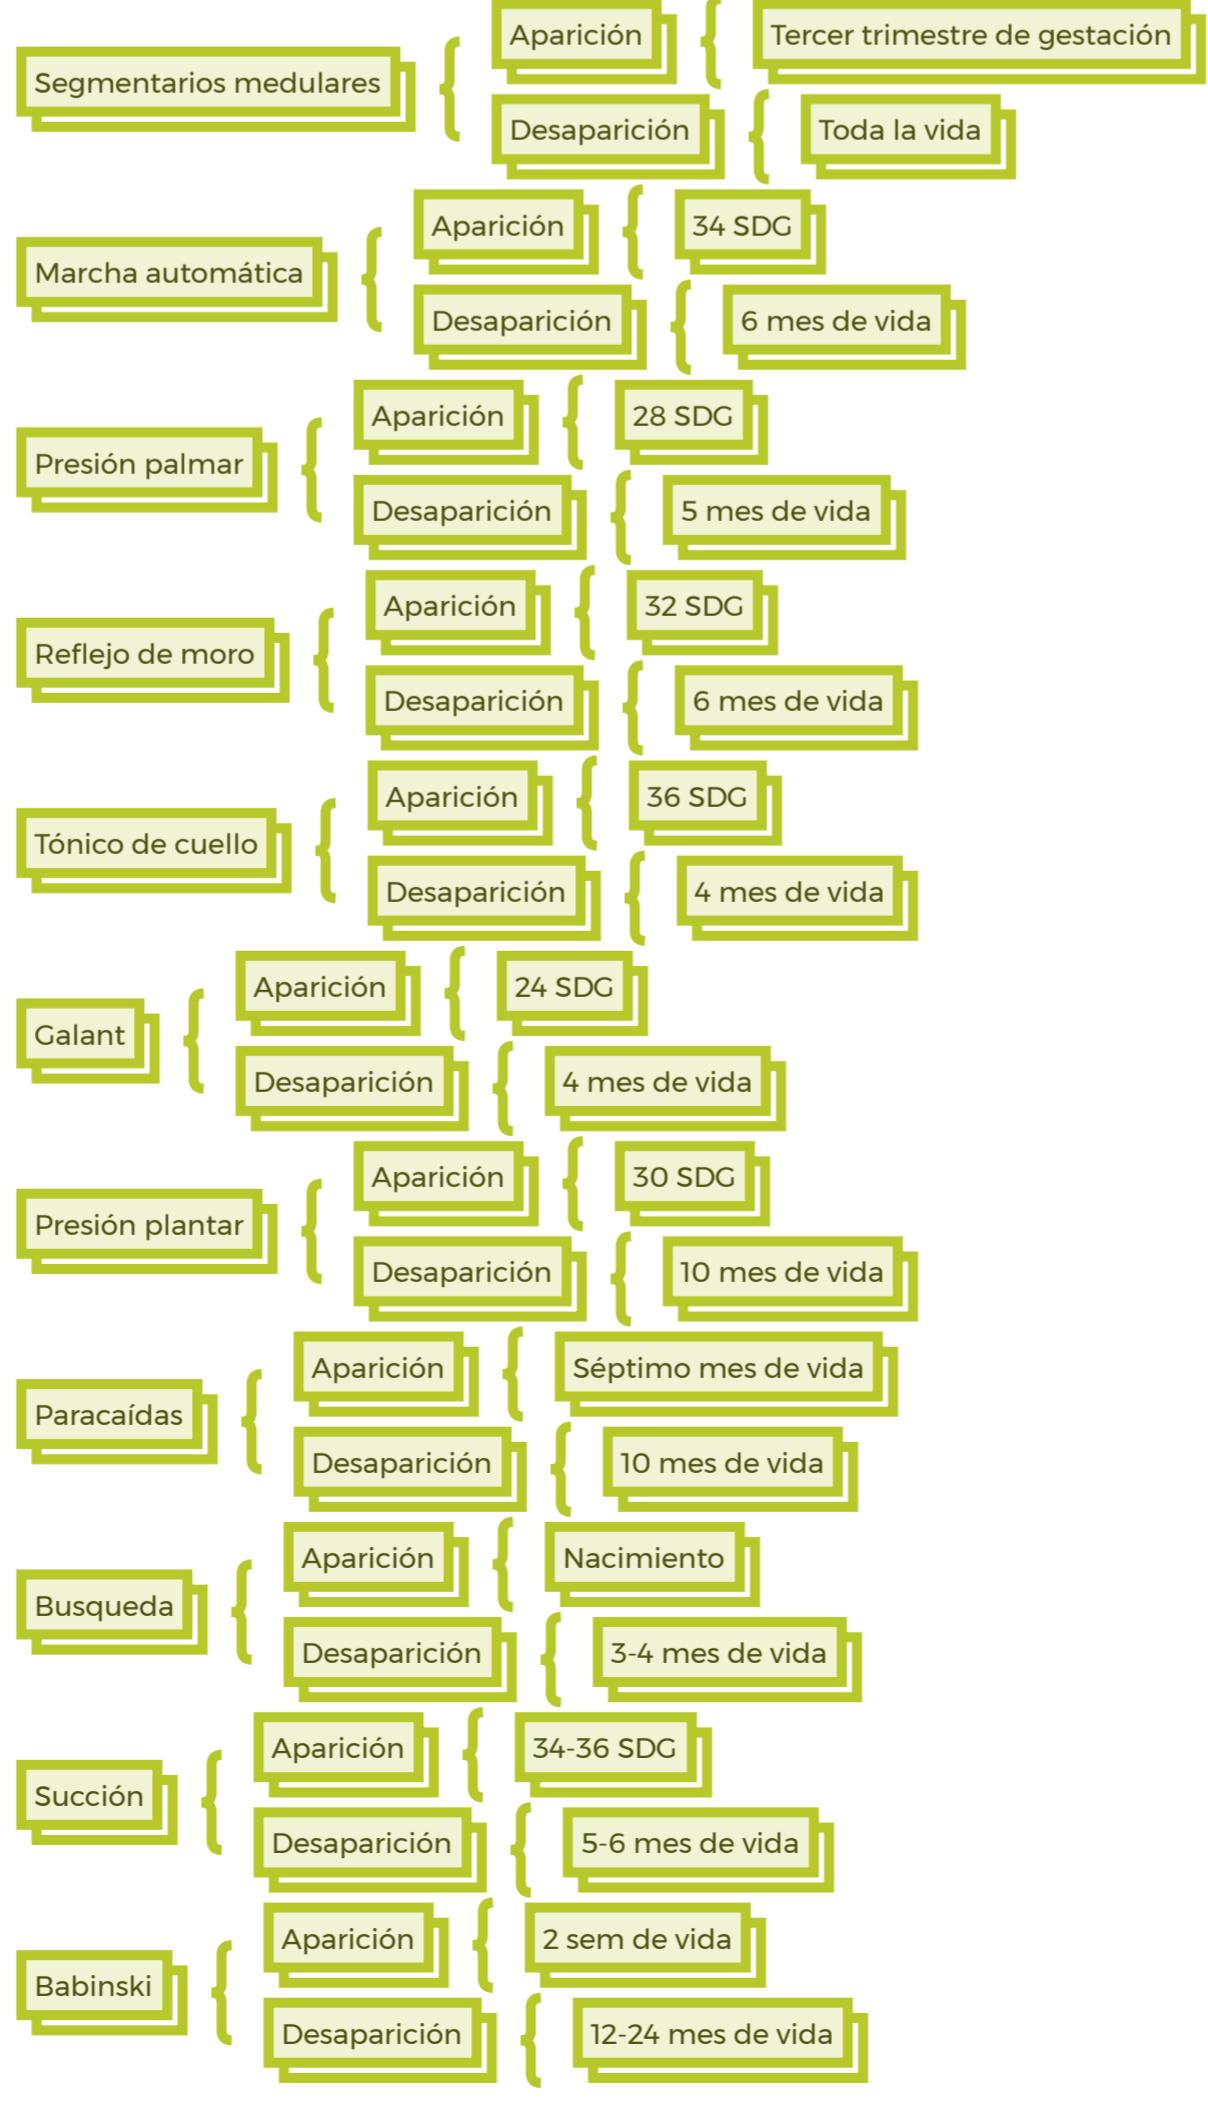 Segmentarios medulares
Aparición
Tercer trimestre de gestación
Desaparición
Toda la vida
Marcha automática
Aparición
34 SDG
Desaparición
6 mes de vida
Presión palmar
Aparición
28 SDG
Desaparición
5 mes de vida
Reflejo de moro
Aparición
32 SDG
Desaparición
6 mes de vida
Tónico de cuello
Aparición
36 SDG
Desaparición
4 mes de vida
Galant
Aparición
24 SDG
Desaparición
4 mes de vida
Presión plantar
Aparición
30 SDG
Desaparición
10 mes de vida
Paracaídas
Aparición
Séptimo mes de vida
Desaparición
10 mes de vida
Busqueda
Aparición
Nacimiento
Desaparición
3-4 mes de vida
Succión
Aparición
34-36 SDG
Desaparición
5-6 mes de vida
Babinski
Aparición
2 sem de vida
Desaparición
12-24 mes de vida